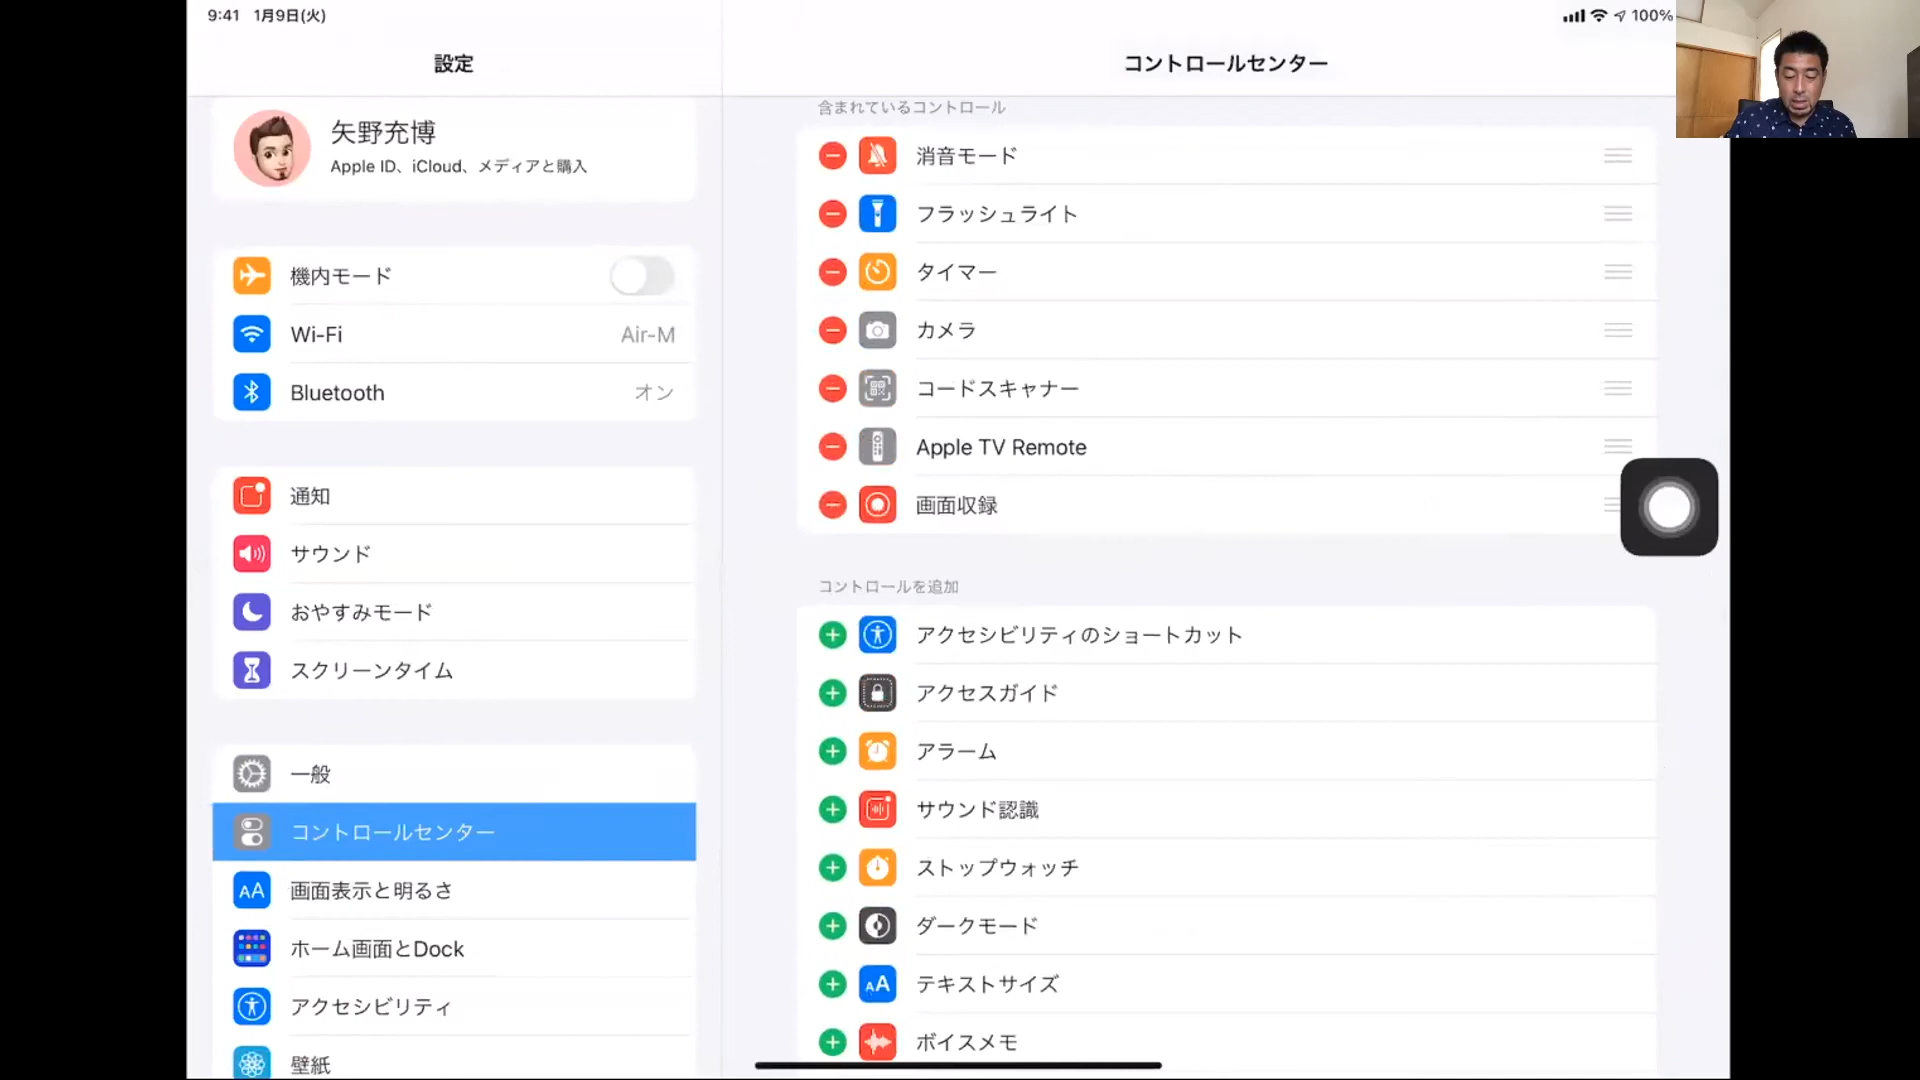 9:41 1月9日(火)
100%
設定
矢野充博
Apple ID、iCloud、メディアと購入
機内モード
Wi-Fi Air-M
Bluetooth オン
通知
サウンド
おやすみモード
スクリーンタイム
一般
コントロールセンター
AA 画面表示と明るさ
ホーム画面とDock
アクセシビリティ
壁紙
コントロールセンター
含まれているコントロール
消音モード
フラッシュライト
タイマー
カメラ
コードスキャナー
Apple TV Remote
画面収録
コントロールを追加
アクセシビリティのショートカット
アクセスガイド
アラーム
サウンド認識
ストップウォッチ
ダークモード
AA テキストサイズ
ボイスメモ